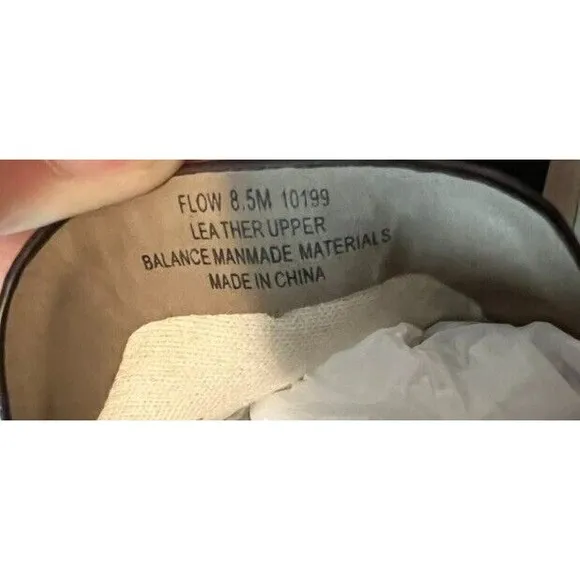 FLOW 8.5M 10199
LEATHER UPPER
BALANCE MANMADE MATERIALS
MADE IN CHINA